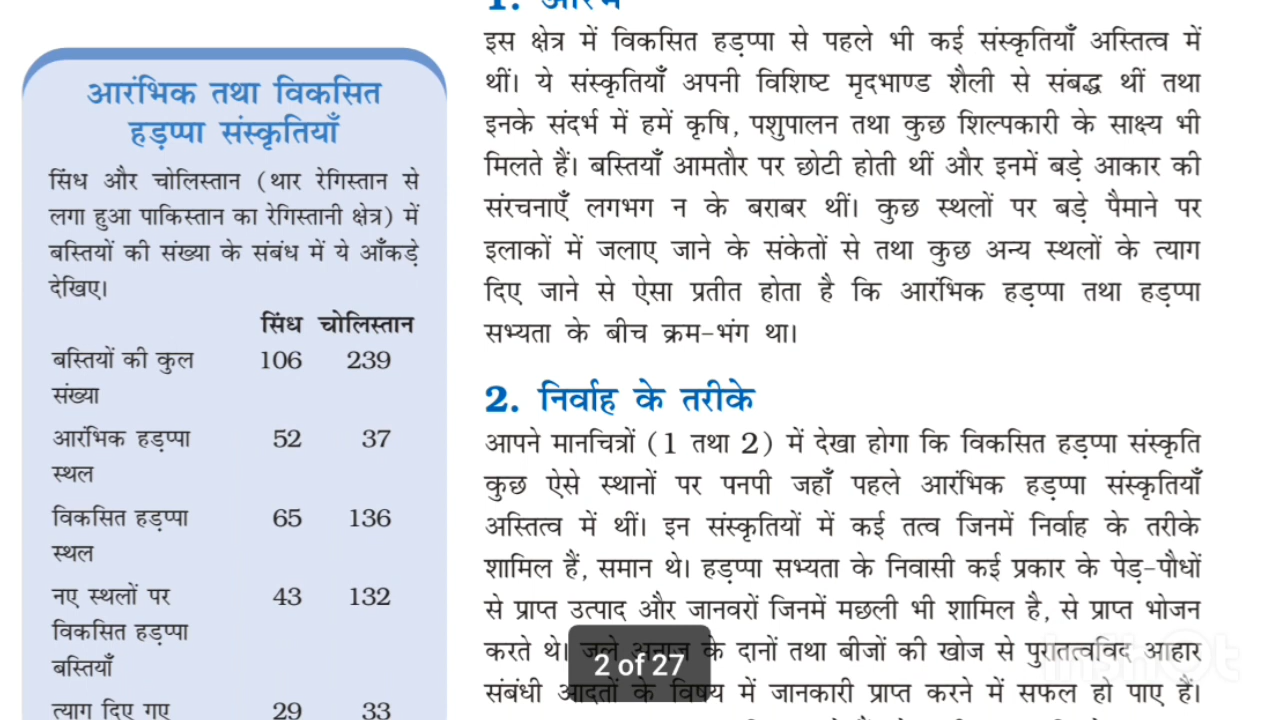 आरंभिक तथा विकसित
हड़प्पा संस्कृतियाँ
सिंध और चोलिस्तान (थार रेगिस्तान से
लगा हुआ पाकिस्तान का रेगिस्तानी क्षेत्र) में
बस्तियों की संख्या के संबंध में ये आँकड़े
देखिए।
सिंध चोलिस्तान
बस्तियों की कुल 106 239
संख्या
आरंभिक हड़प्पा 52 37
स्थल
विकसित हड़प्पा 65 136
स्थल
नए स्थलों पर 43 132
विकसित हड़प्पा
बस्तियाँ
त्याग दिए गए 29 33
1. आरंभ
इस क्षेत्र में विकसित हड़प्पा से पहले भी कई संस्कृतियाँ अस्तित्व में
थीं। ये संस्कृतियाँ अपनी विशिष्ट मृदभाण्ड शैली से संबद्ध थीं तथा
इनके संदर्भ में हमें कृषि, पशुपालन तथा कुछ शिल्पकारी के साक्ष्य भी
मिलते हैं। बस्तियाँ आमतौर पर छोटी होती थीं और इनमें बड़े आकार की
संरचनाएँ लगभग न के बराबर थीं। कुछ स्थलों पर बड़े पैमाने पर
इलाकों में जलाए जाने के संकेतों से तथा कुछ अन्य स्थलों के त्याग
दिए जाने से ऐसा प्रतीत होता है कि आरंभिक हड़प्पा तथा हड़प्पा
सभ्यता के बीच क्रम-भंग था।
2. निर्वाह के तरीके
आपने मानचित्रों (1 तथा 2) में देखा होगा कि विकसित हड़प्पा संस्कृति
कुछ ऐसे स्थानों पर पनपी जहाँ पहले आरंभिक हड़प्पा संस्कृतियाँ
अस्तित्व में थीं। इन संस्कृतियों में कई तत्व जिनमें निर्वाह के तरीके
शामिल हैं, समान थे। हड़प्पा सभ्यता के निवासी कई प्रकार के पेड़-पौधों
से प्राप्त उत्पाद और जानवरों जिनमें मछली भी शामिल है, से प्राप्त भोजन
करते थे। जले अनाज के दानों तथा बीजों की खोज से पुरातत्वविद आहार
संबंधी आदतों के विषय में जानकारी प्राप्त करने में सफल हो पाए हैं।
2 of 27
InShOt